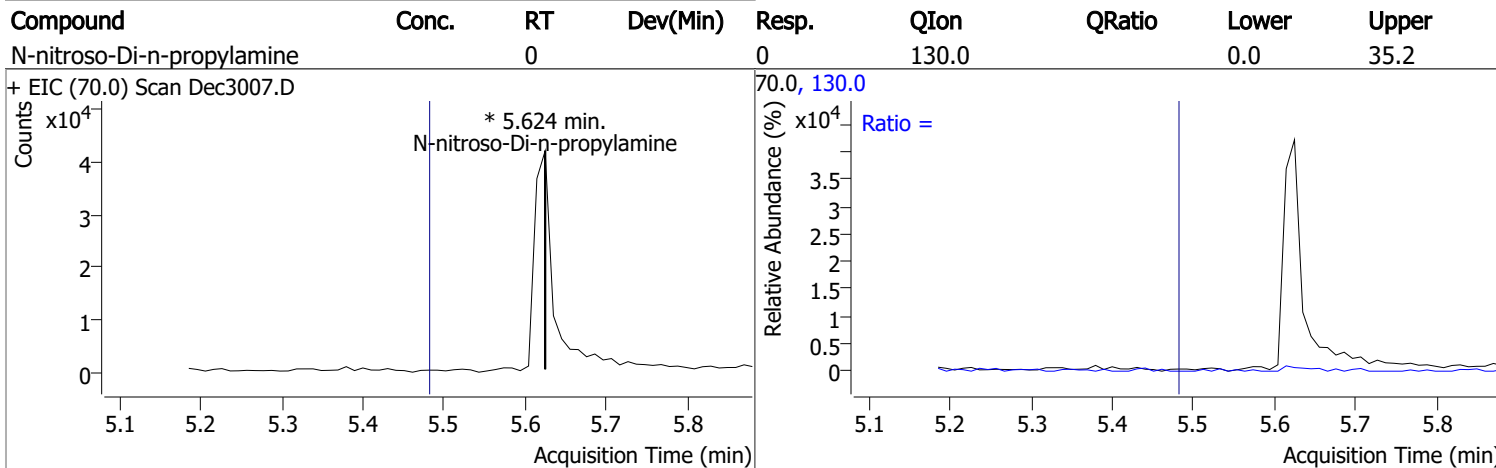 Compound Conc. RT Dev(Min) Resp. QIon QRatio Lower Upper
N-nitroso-Di-n-propylamine 0 0 130.0 0.0 35.2
+ EIC (70.0) Scan Dec3007.D
Counts
x10⁴
* 5.624 min.
N-nitroso-Di-n-propylamine
4
3
2
1
0
5.1 5.2 5.3 5.4 5.5 5.6 5.7 5.8
Acquisition Time (min)
70.0, 130.0
Relative Abundance (%)
x10⁴
Ratio =
3.5
3
2.5
2
1.5
1
0.5
0
5.1 5.2 5.3 5.4 5.5 5.6 5.7 5.8
Acquisition Time (min)